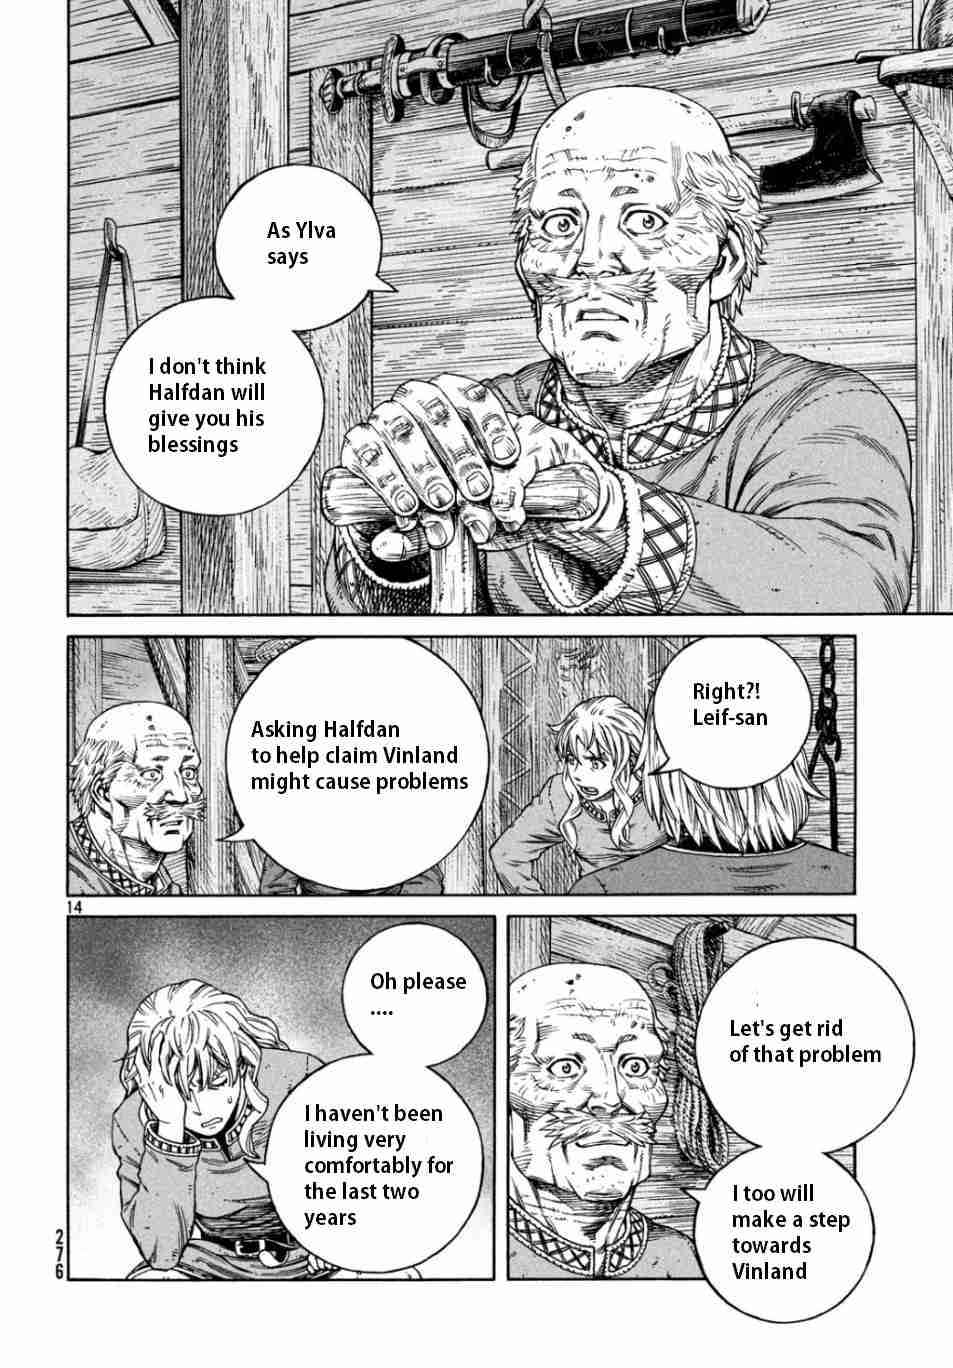 As Ylva
says
I don't think
Halfdan will
give you his
blessings
Right?!
Leif-san
Asking Halfdan
to help claim Vinland
might cause problems
14
Let's get rid
of that problem
I too will
make a step
towards
Vinland
Oh please
....
I haven't been
living very
comfortably for
the last two
years
276